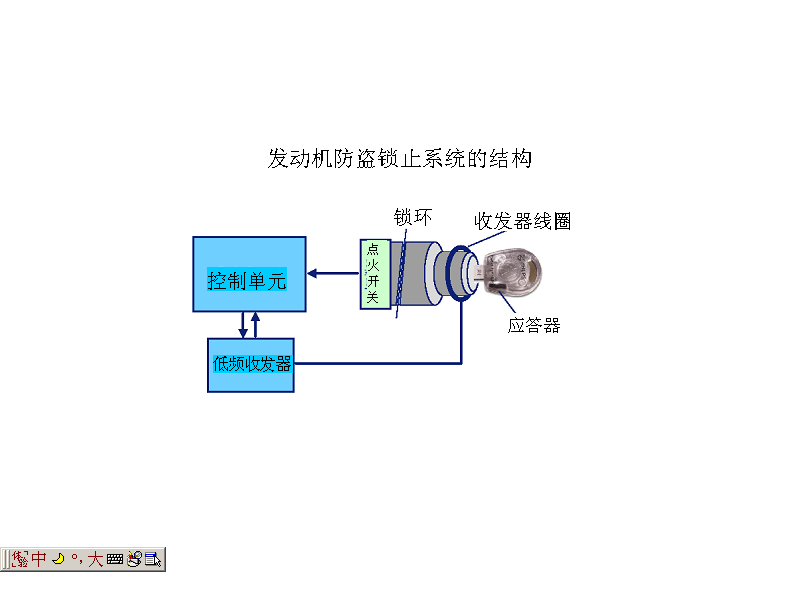 发动机防盗锁止系统的结构
锁环
收发器线圈
点火开关
控制单元
应答器
低频收发器
中 °, 大